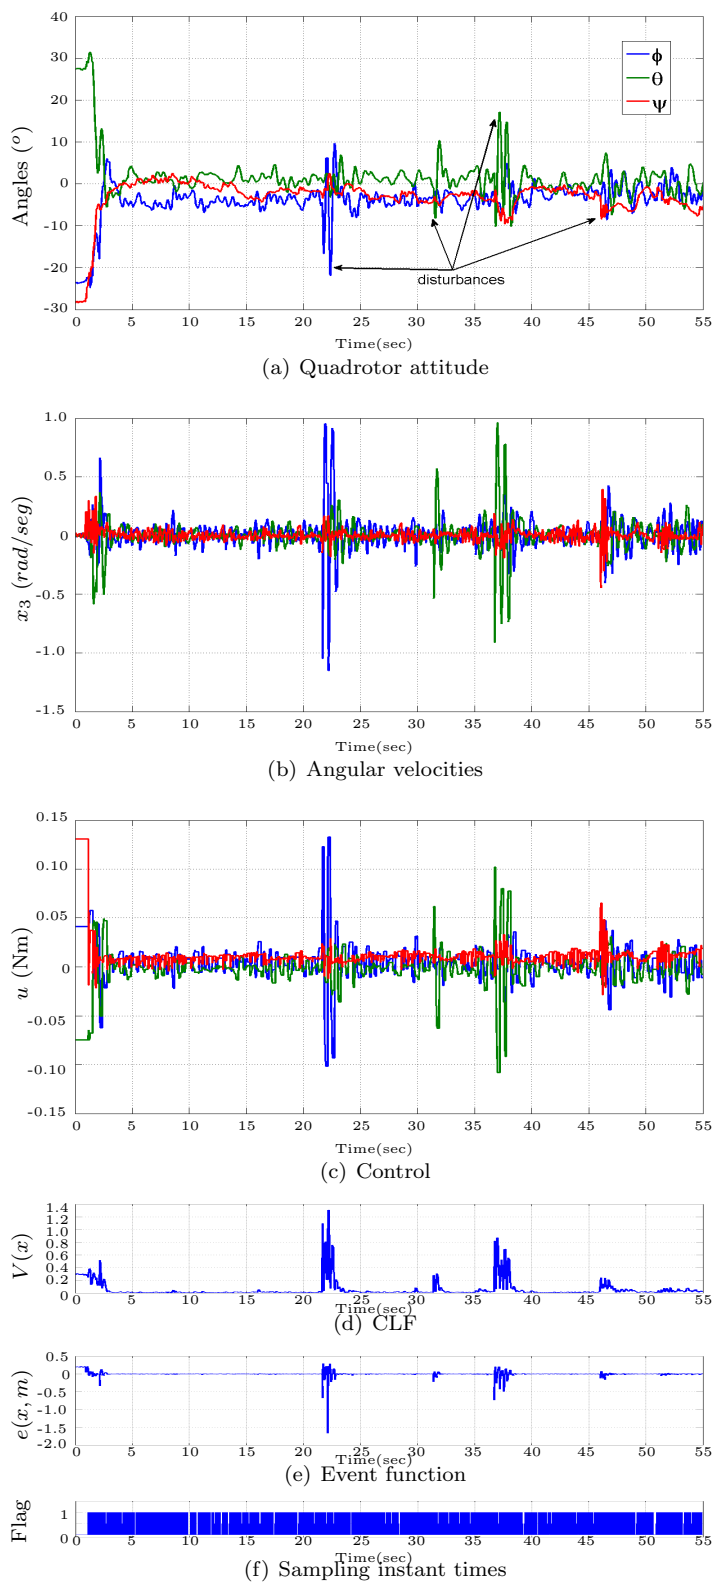 40
30
20
10
0
-10
-20
-30
Angles (°)
ϕ
θ
ψ
disturbances
0 5 10 15 20 25 30 35 40 45 50 55
Time(sec)
(a) Quadrotor attitude
1.0
0.5
0
-0.5
-1.0
-1.5
x₃ (rad/seg)
0 5 10 15 20 25 30 35 40 45 50 55
Time(sec)
(b) Angular velocities
0.15
0.10
0.05
0
-0.05
-0.10
-0.15
u (Nm)
0 5 10 15 20 25 30 35 40 45 50 55
Time(sec)
(c) Control
1.4
1.2
1.0
0.8
0.6
0.4
0.2
0
V(x)
0 5 10 15 20 25 30 35 40 45 50 55
Time(sec)
(d) CLF
0.5
0
-0.5
-1.0
-1.5
-2.0
e(x, m)
0 5 10 15 20 25 30 35 40 45 50 55
Time(sec)
(e) Event function
1
0
Flag
0 5 10 15 20 25 30 35 40 45 50 55
Time(sec)
(f) Sampling instant times